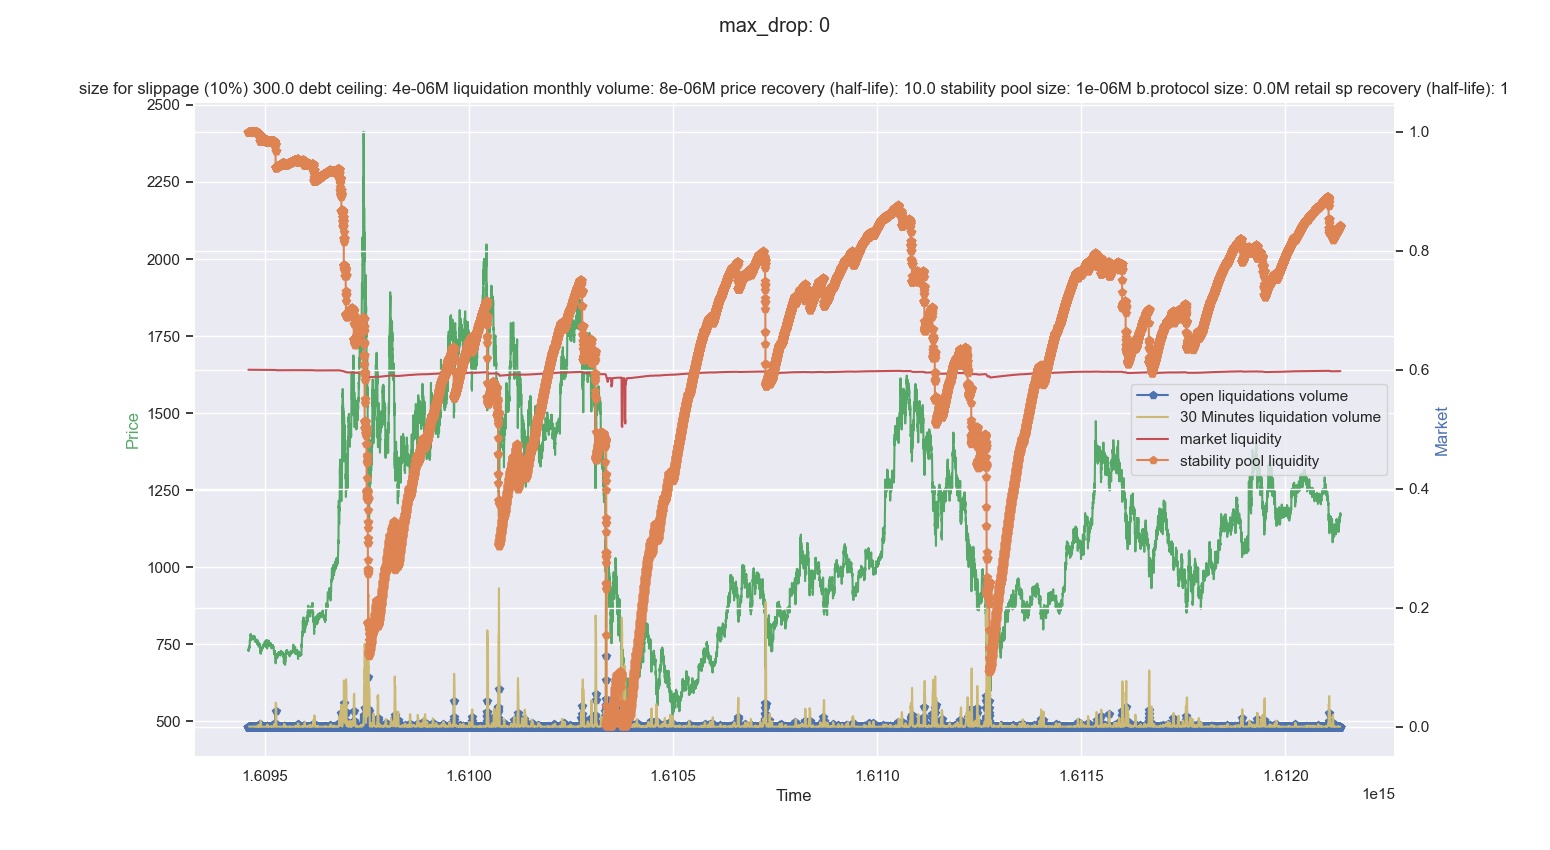 max_drop: 0
size for slippage (10%) 300.0 debt ceiling: 4e-06M liquidation monthly volume: 8e-06M price recovery (half-life): 10.0 stability pool size: 1e-06M b.protocol size: 0.0M retail sp recovery (half-life): 1
2500
2250
2000
1750
1500
1250
1000
750
500
Price
1.0
0.8
0.6
0.4
0.2
0.0
Market
open liquidations volume
30 Minutes liquidation volume
market liquidity
stability pool liquidity
1.6095 1.6100 1.6105 1.6110 1.6115 1.6120
Time
1e15